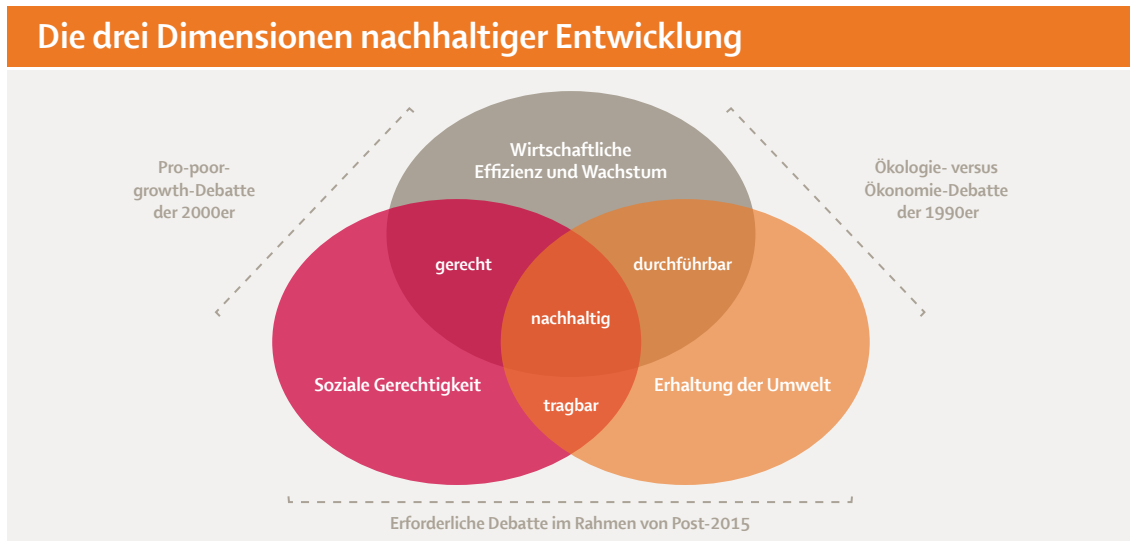 Die drei Dimensionen nachhaltiger Entwicklung
Pro-poor-
growth-Debatte
der 2000er
Wirtschaftliche
Effizienz und Wachstum
Ökologie- versus
Ökonomie-Debatte
der 1990er
gerecht
durchführbar
nachhaltig
Soziale Gerechtigkeit
Erhaltung der Umwelt
tragbar
Erforderliche Debatte im Rahmen von Post-2015